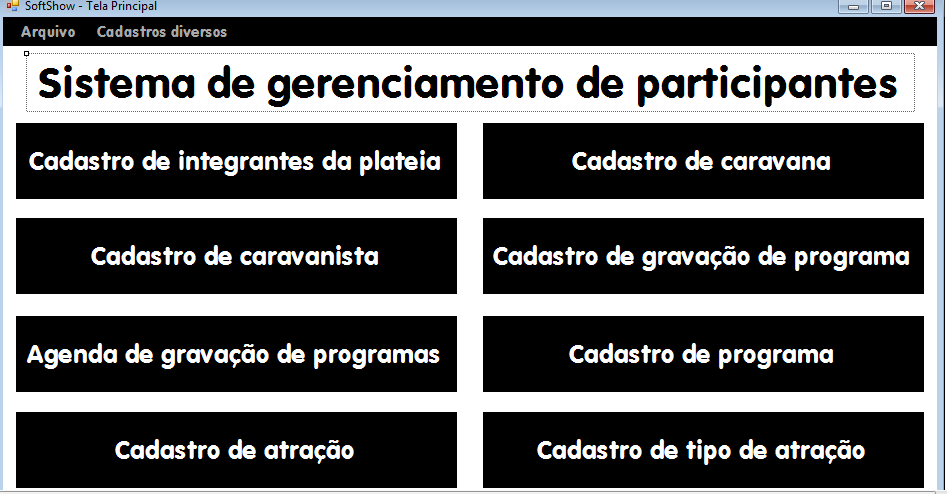 SoftShow - Tela Principal
Arquivo Cadastros diversos
Sistema de gerenciamento de participantes
Cadastro de integrantes da plateia
Cadastro de caravana
Cadastro de caravanista
Cadastro de gravação de programa
Agenda de gravação de programas
Cadastro de programa
Cadastro de atração
Cadastro de tipo de atração